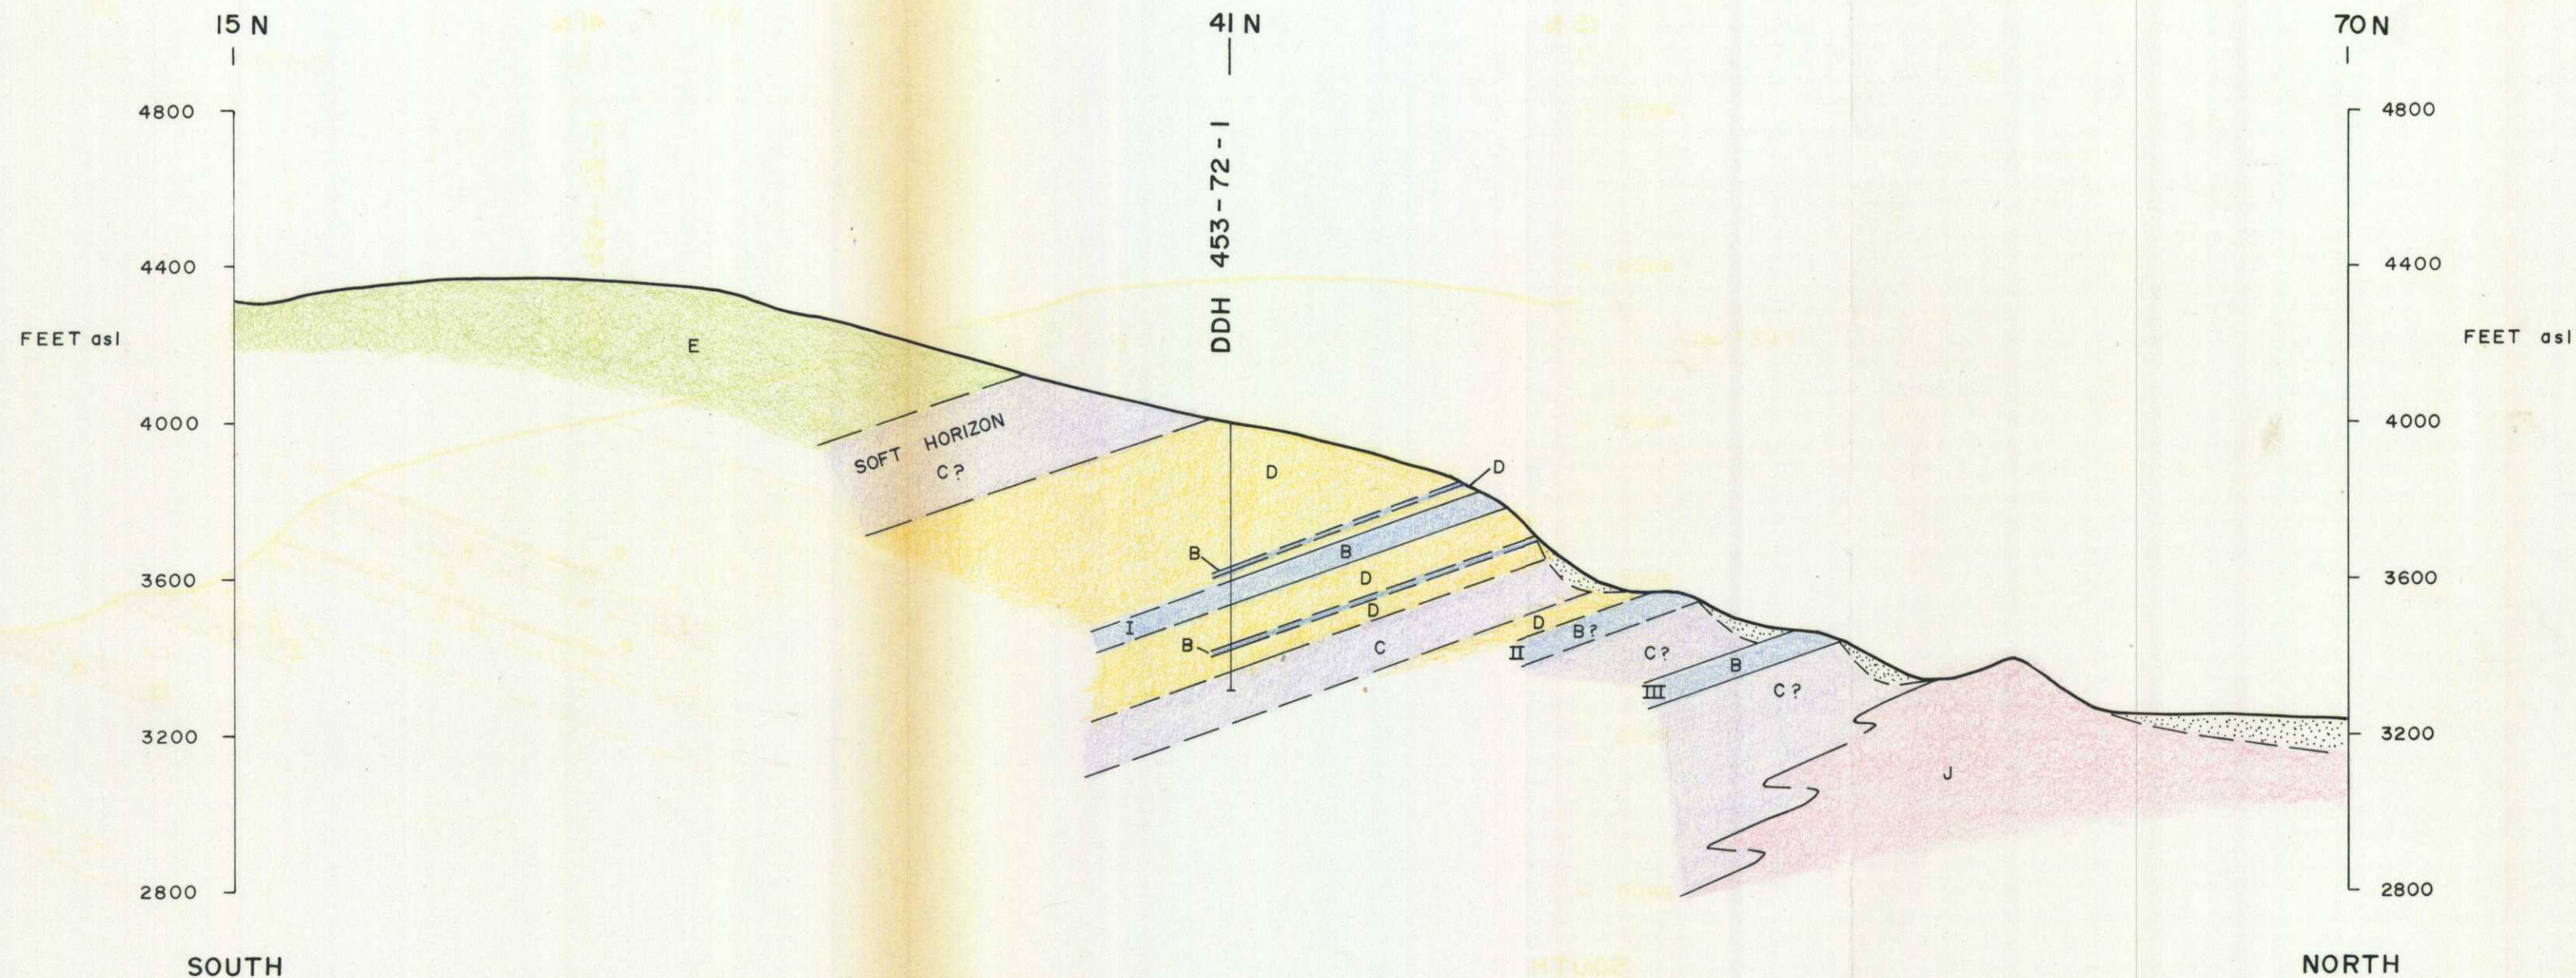 15 N
41 N
70 N
4800
4400
4000
3600
3200
2800
FEET asl
DDH 453-72-1
4800
4400
4000
3600
3200
2800
FEET asl
E
SOFT HORIZON
C?
D
D
B
B
I
D
D
B
C
D
B?
II
C?
B
III
C?
J
SOUTH
NORTH